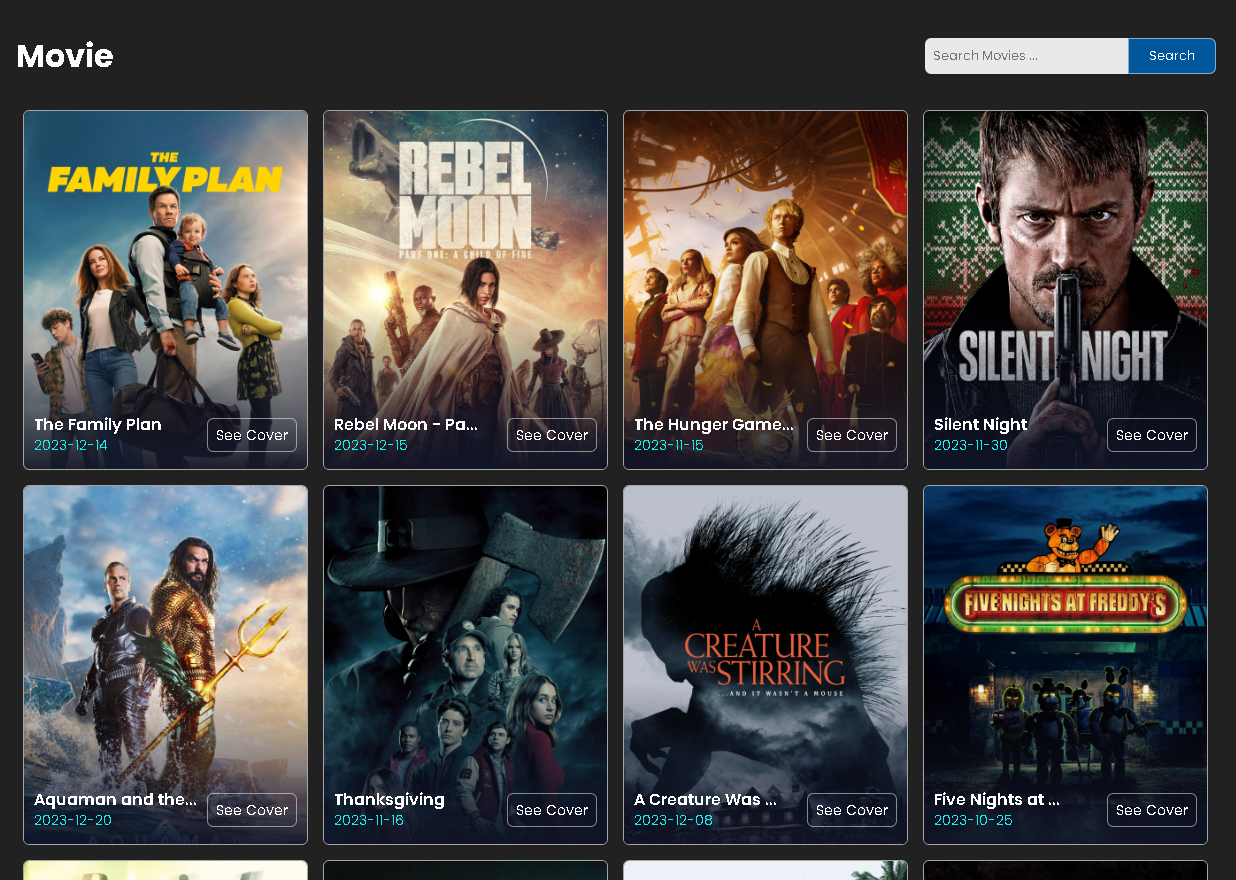 Movie
Search Movies ...
Search
THE
FAMILY PLAN
The Family Plan
2023-12-14
See Cover
REBEL
MOON
PART ONE: A CHILD OF FIRE
Rebel Moon - Pa...
2023-12-15
See Cover
The Hunger Game...
2023-11-15
See Cover
SILENT NIGHT
Silent Night
2023-11-30
See Cover
Aquaman and the...
2023-12-20
See Cover
Thanksgiving
2023-11-16
See Cover
A
CREATURE
WAS STIRRING
...AND IT WASN'T A MOUSE
A Creature Was ...
2023-12-08
See Cover
FIVE NIGHTS AT FREDDY'S
Five Nights at ...
2023-10-25
See Cover